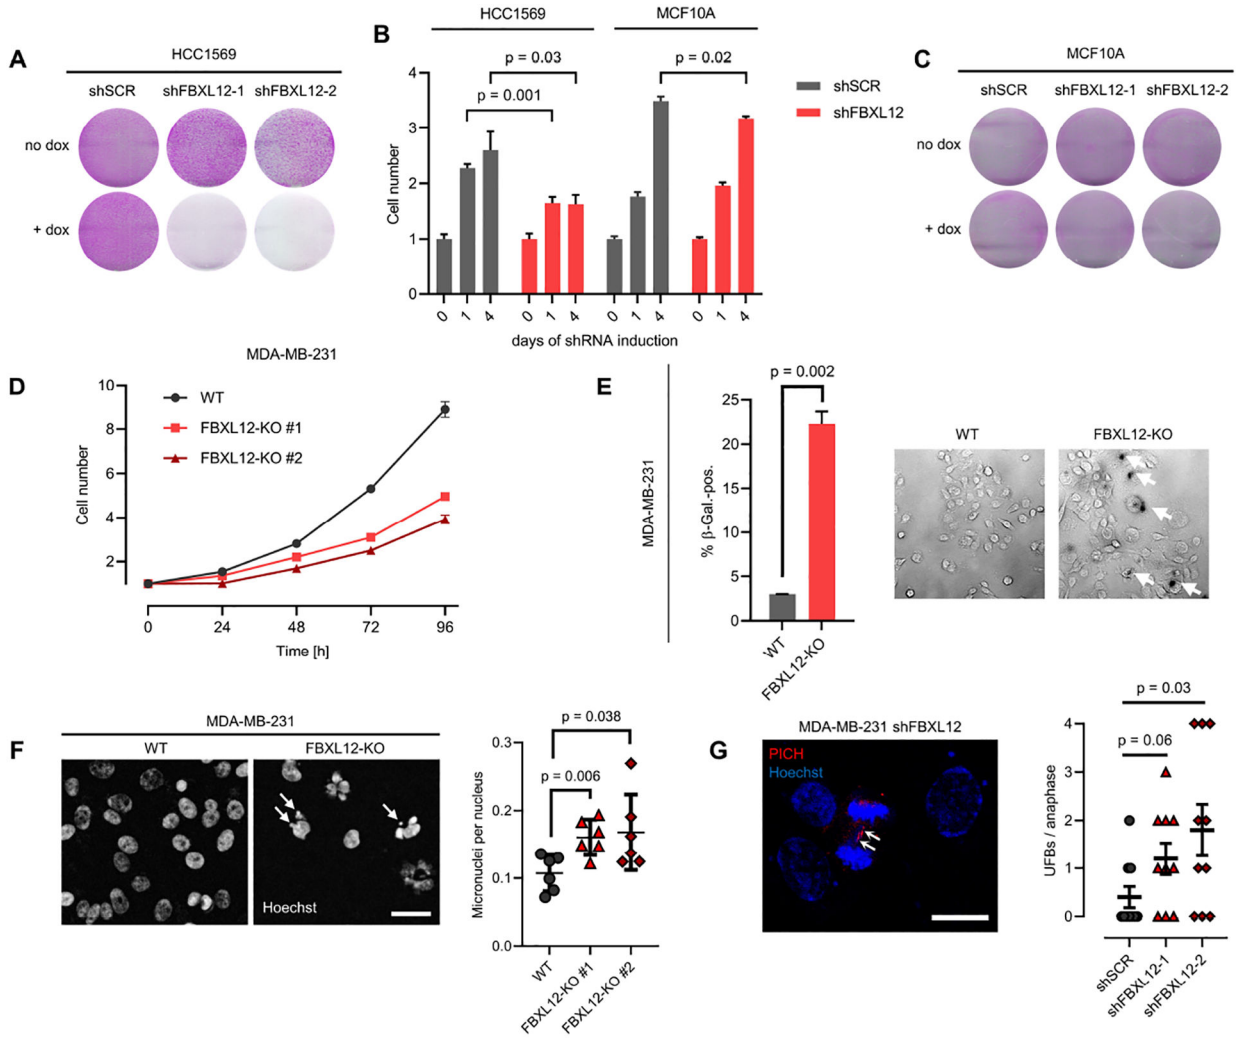 A
HCC1569
shSCR shFBXL12-1 shFBXL12-2
no dox
+ dox
B
HCC1569 MCF10A
p = 0.03 p = 0.02
p = 0.001
shSCR
shFBXL12
Cell number
4
3
2
1
0
0 1 4 0 1 4 0 1 4 0 1 4
days of shRNA induction
C
MCF10A
shSCR shFBXL12-1 shFBXL12-2
no dox
+ dox
D
MDA-MB-231
WT
FBXL12-KO #1
FBXL12-KO #2
Cell number
10
8
6
4
2
0 24 48 72 96
Time [h]
E
MDA-MB-231
p = 0.002
% β-Gal.-pos.
25
20
15
10
5
0
WT FBXL12-KO
WT FBXL12-KO
F
MDA-MB-231
WT FBXL12-KO
Hoechst
p = 0.038
p = 0.006
Micronuclei per nucleus
0.3
0.2
0.1
0.0
WT FBXL12-KO #1 FBXL12-KO #2
G
MDA-MB-231 shFBXL12
PICH
Hoechst
p = 0.03
p = 0.06
UFBs / anaphase
4
3
2
1
0
shSCR shFBXL12-1 shFBXL12-2